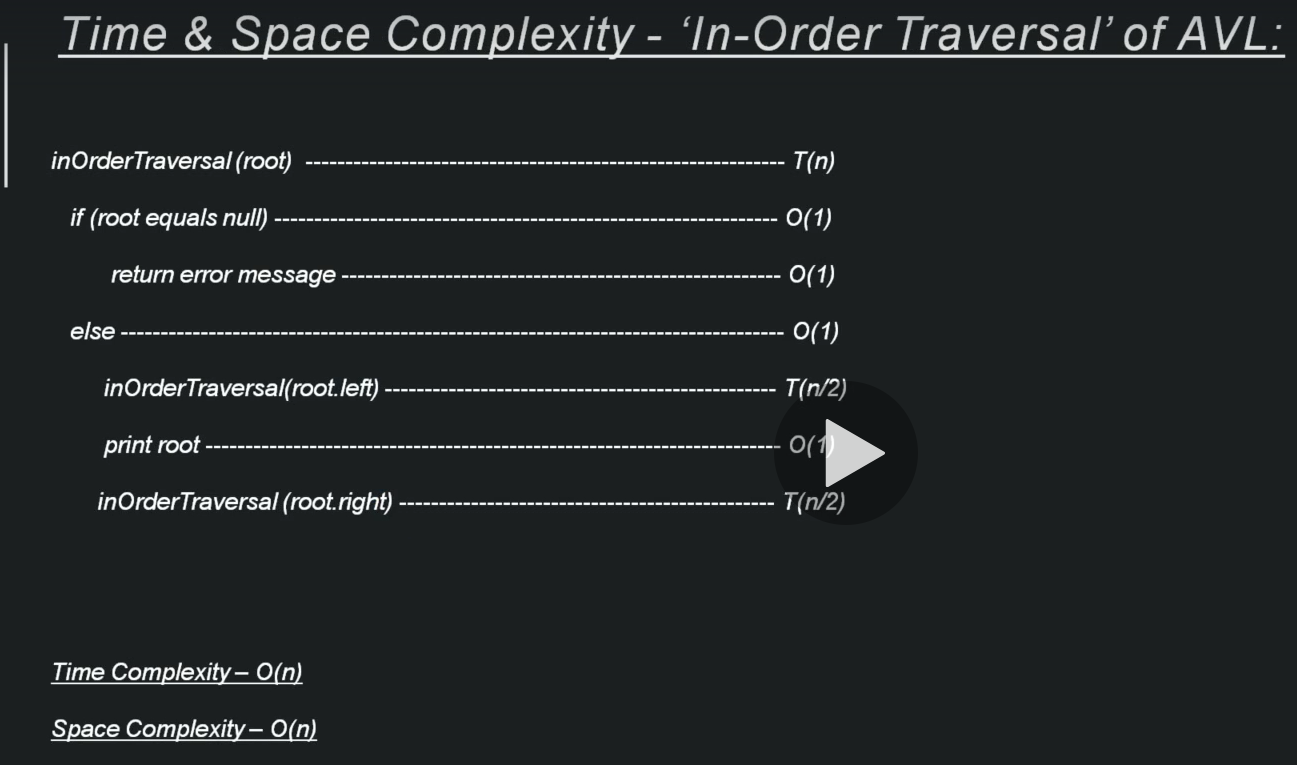 Time & Space Complexity - ‘In-Order Traversal’ of AVL:
inOrderTraversal (root) ------------------------------------------------------------ T(n)
if (root equals null) --------------------------------------------------------------- O(1)
return error message ------------------------------------------------------- O(1)
else ----------------------------------------------------------------------------------- O(1)
inOrderTraversal(root.left) ------------------------------------------------- T(n/2)
print root ------------------------------------------------------------------------ O(1)
inOrderTraversal (root.right) ----------------------------------------------- T(n/2)
Time Complexity – O(n)
Space Complexity – O(n)